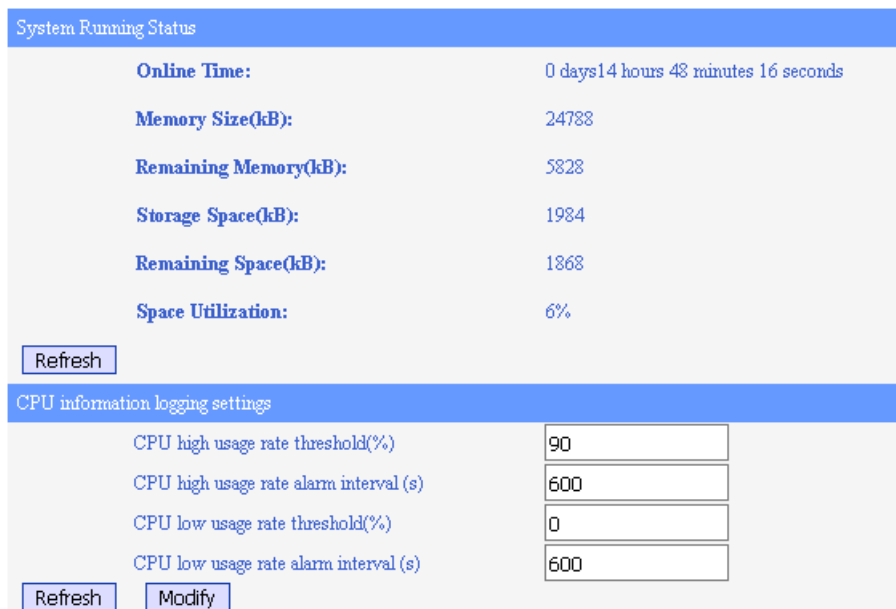 System Running Status
Online Time: 0 days14 hours 48 minutes 16 seconds
Memory Size(kB): 24788
Remaining Memory(kB): 5828
Storage Space(kB): 1984
Remaining Space(kB): 1868
Space Utilization: 6%
Refresh
CPU information logging settings
CPU high usage rate threshold(%) 90
CPU high usage rate alarm interval (s) 600
CPU low usage rate threshold(%) 0
CPU low usage rate alarm interval (s) 600
Refresh Modify